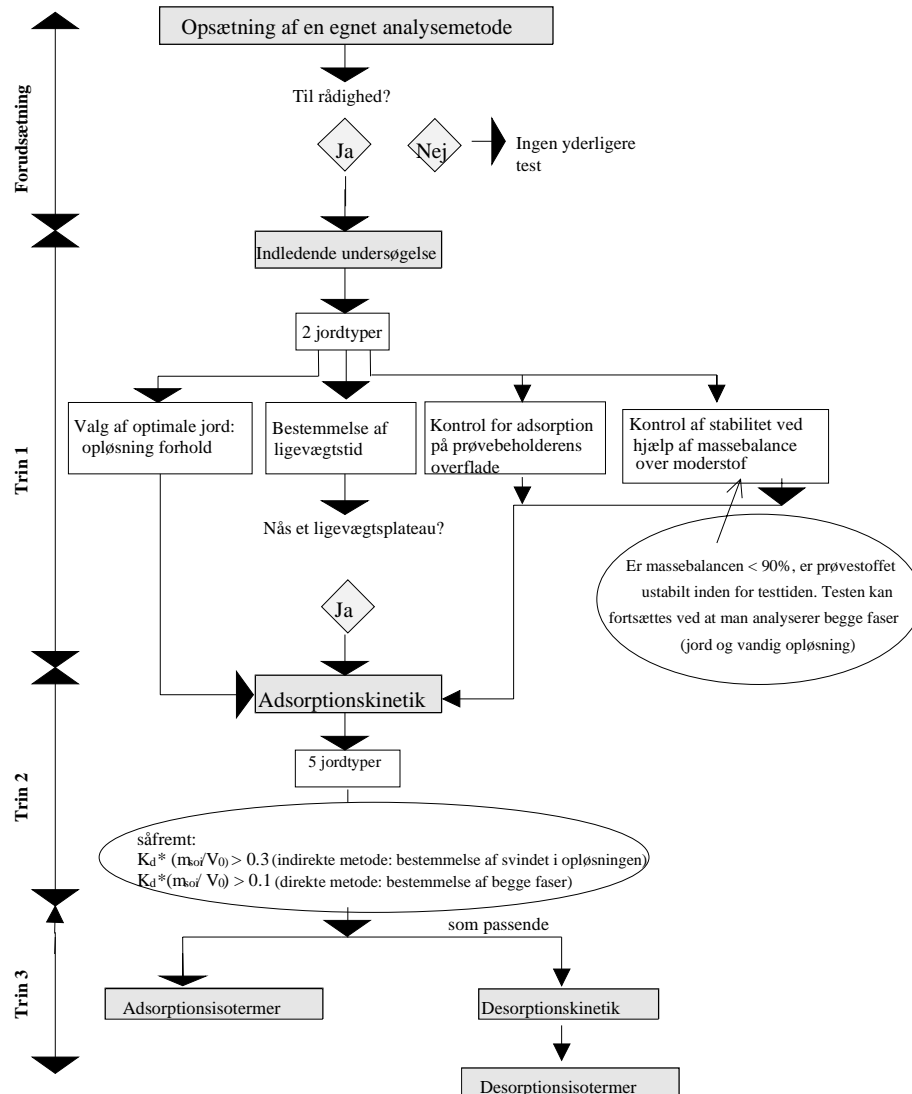 Opsætning af en egnet analysemetode
Til rådighed?
Ja
Nej
Ingen yderligere
test
Forudsætning
Indledende undersøgelse
2 jordtyper
Valg af optimale jord:
opløsning forhold
Bestemmelse af
ligevægtstid
Kontrol for adsorption
på prøvebeholderens
overflade
Kontrol af stabilitet ved
hjælp af massebalance
over moderstof
Trin 1
Nås et ligevægtsplateau?
Er massebalancen < 90%, er prøvestoffet
ustabilt inden for testtiden. Testen kan
fortsættes ved at man analyserer begge faser
(jord og vandig opløsning)
Ja
Adsorptionskinetik
5 jordtyper
Trin 2
såfremt:
Kd * (msoi/V0) > 0.3 (indirekte metode: bestemmelse af svindet i opløsningen)
Kd *(msoi/ V0) > 0.1 (direkte metode: bestemmelse af begge faser)
som passende
Trin 3
Adsorptionsisotermer
Desorptionskinetik
Desorptionsisotermer